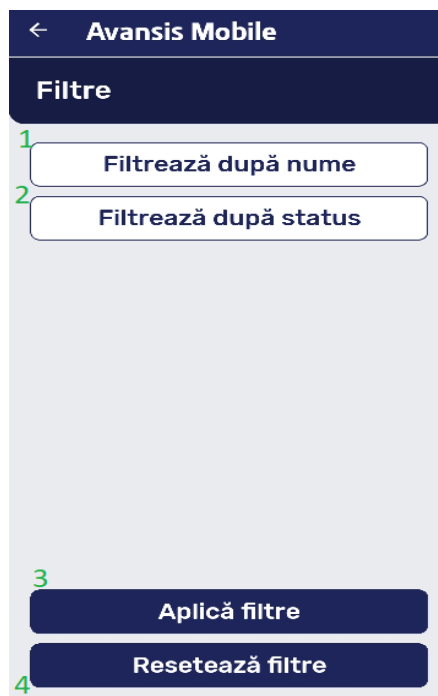 ← Avansis Mobile
Filtre
1
Filtrează după nume
2
Filtrează după status
3
Aplică filtre
Resetează filtre
4